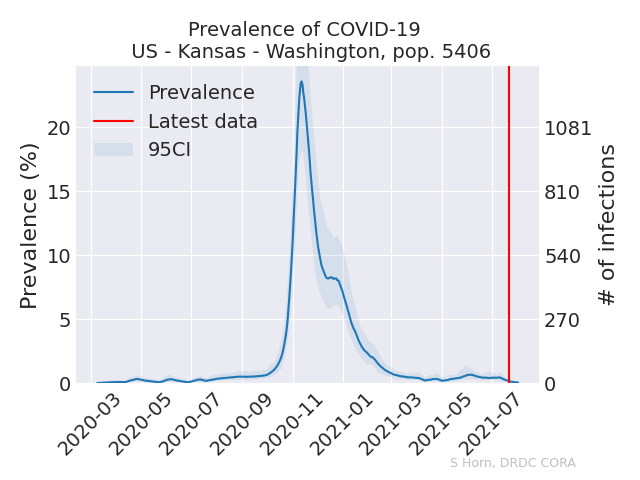 Prevalence of COVID-19
US - Kansas - Washington, pop. 5406
Prevalence
Latest data
95CI
Prevalence (%)
20
15
10
5
0
1081
810
540
270
0
# of infections
2020-03
2020-05
2020-07
2020-09
2020-11
2021-01
2021-03
2021-05
2021-07
S Horn, DRDC CORA